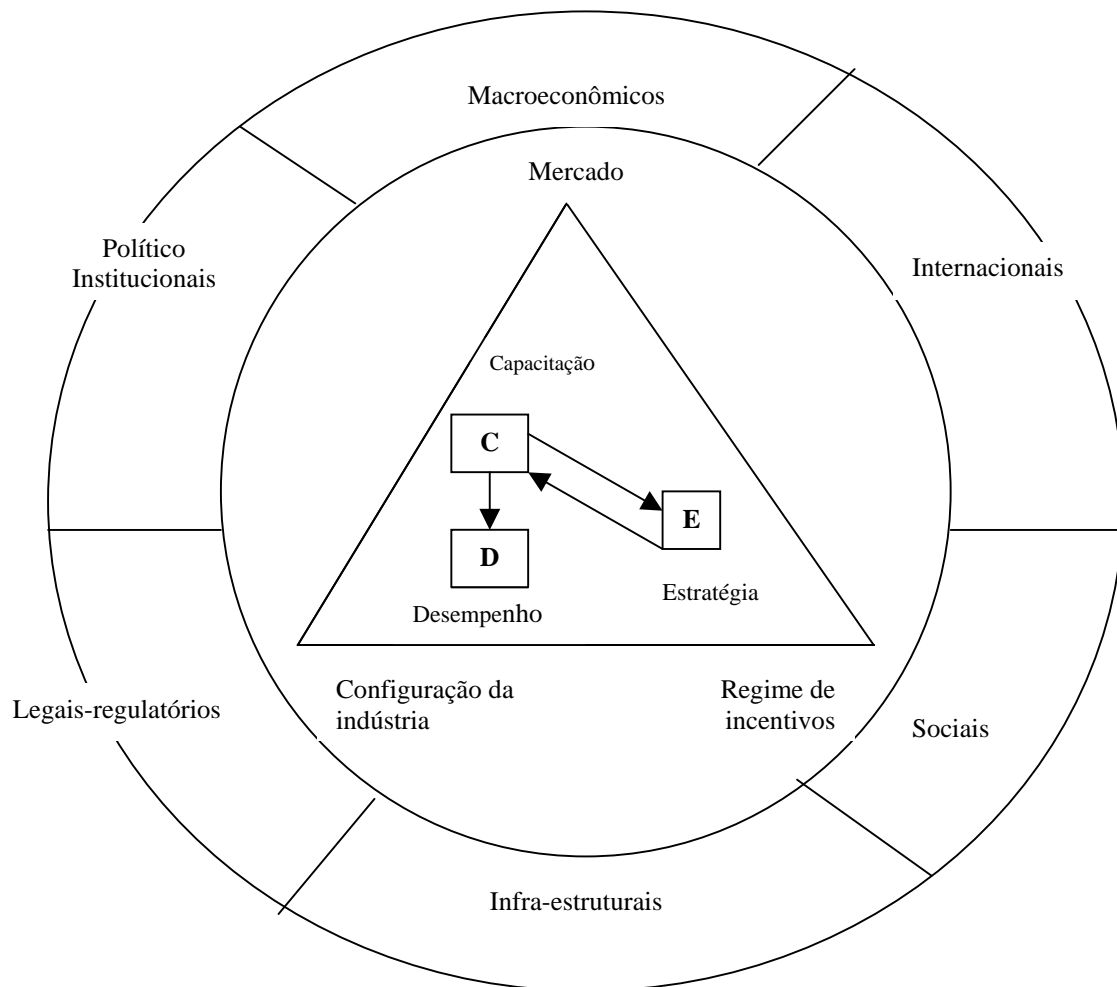 Macroeconômicos
Mercado
Político
Institucionais
Internacionais
Capacitação
C
E
D
Estratégia
Desempenho
Configuração da
indústria
Regime de
incentivos
Legais-regulatórios
Sociais
Infra-estruturais